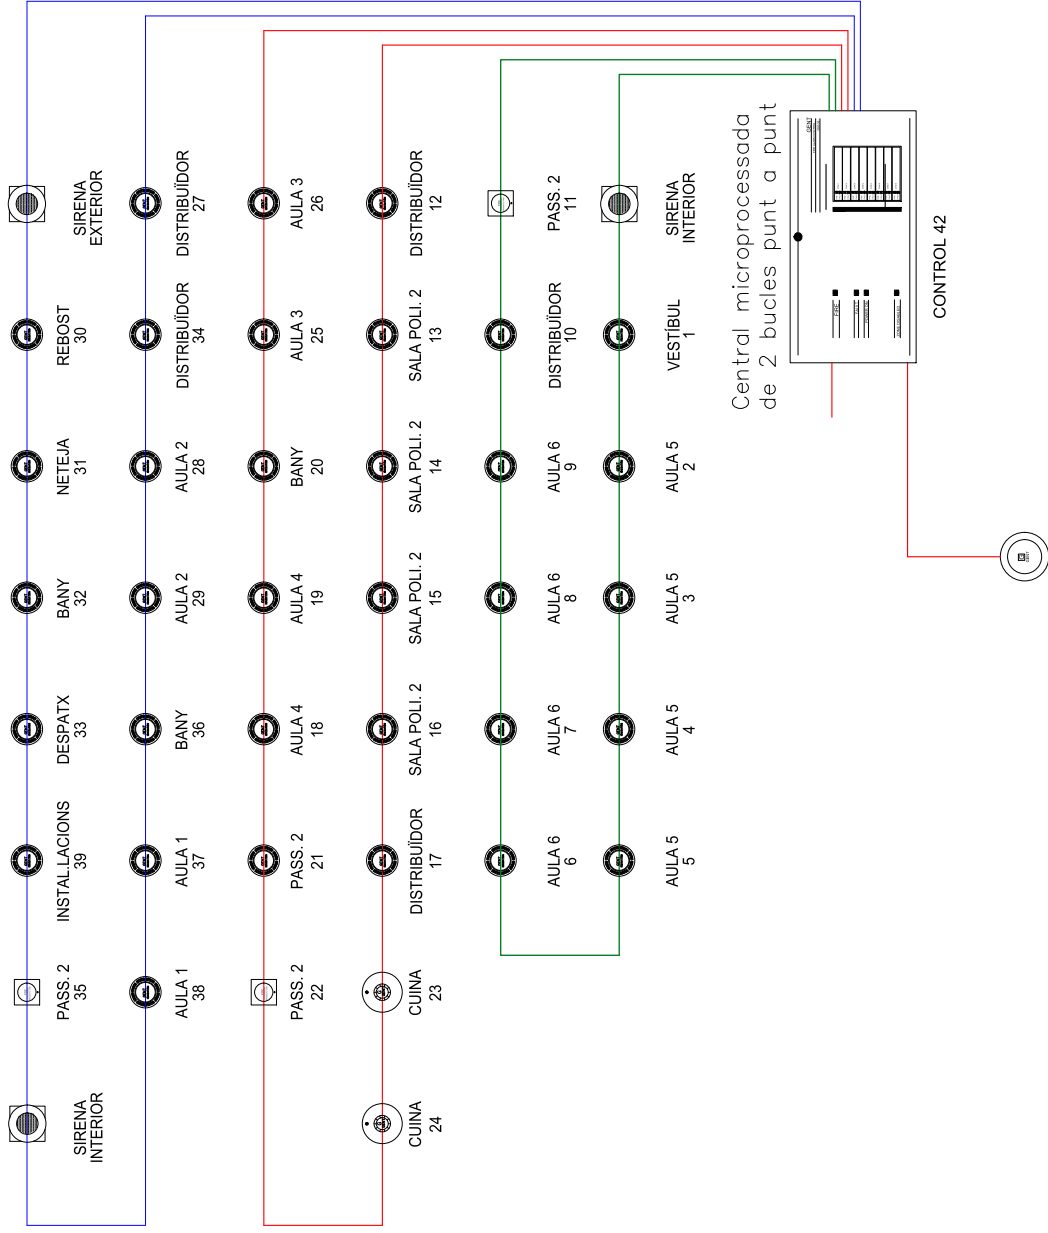 SIRENA
EXTERIOR
REBOST
30
NETEJA
31
BANY
32
DESPATX
33
INSTAL.LACIONS
39
PASS. 2
35
SIRENA
INTERIOR
DISTRIBUÏDOR
27
DISTRIBUÏDOR
34
AULA 2
28
AULA 2
29
BANY
36
AULA 1
37
AULA 1
38
AULA 3
26
AULA 3
25
BANY
20
AULA 4
19
AULA 4
18
PASS. 2
21
PASS. 2
22
DISTRIBUÏDOR
12
SALA POLI. 2
13
SALA POLI. 2
14
SALA POLI. 2
15
SALA POLI. 2
16
DISTRIBUÏDOR
17
CUINA
23
CUINA
24
PASS. 2
11
DISTRIBUÏDOR
10
AULA 6
9
AULA 6
8
AULA 6
7
AULA 6
6
SIRENA
INTERIOR
VESTÍBUL
1
AULA 5
2
AULA 5
3
AULA 5
4
AULA 5
5
Central microprocessada
de 2 bucles punt a punt
FIRE
CONTROL 42